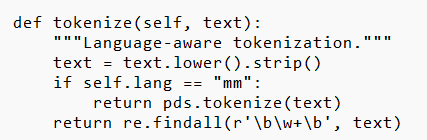 def tokenize(self, text):
    """Language-aware tokenization."""
    text = text.lower().strip()
    if self.lang == "mm":
        return pds.tokenize(text)
    return re.findall(r'\b\w+\b', text)